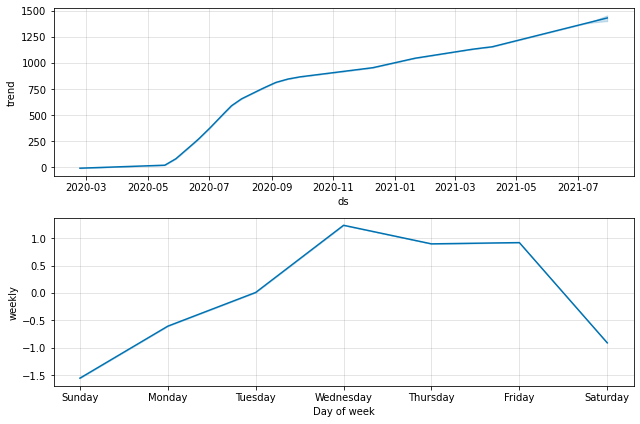 1500
1250
1000
750
500
250
0
trend
2020-03 2020-05 2020-07 2020-09 2020-11 2021-01 2021-03 2021-05 2021-07
ds
1.0
0.5
0.0
−0.5
−1.0
−1.5
weekly
Sunday Monday Tuesday Wednesday Thursday Friday Saturday
Day of week